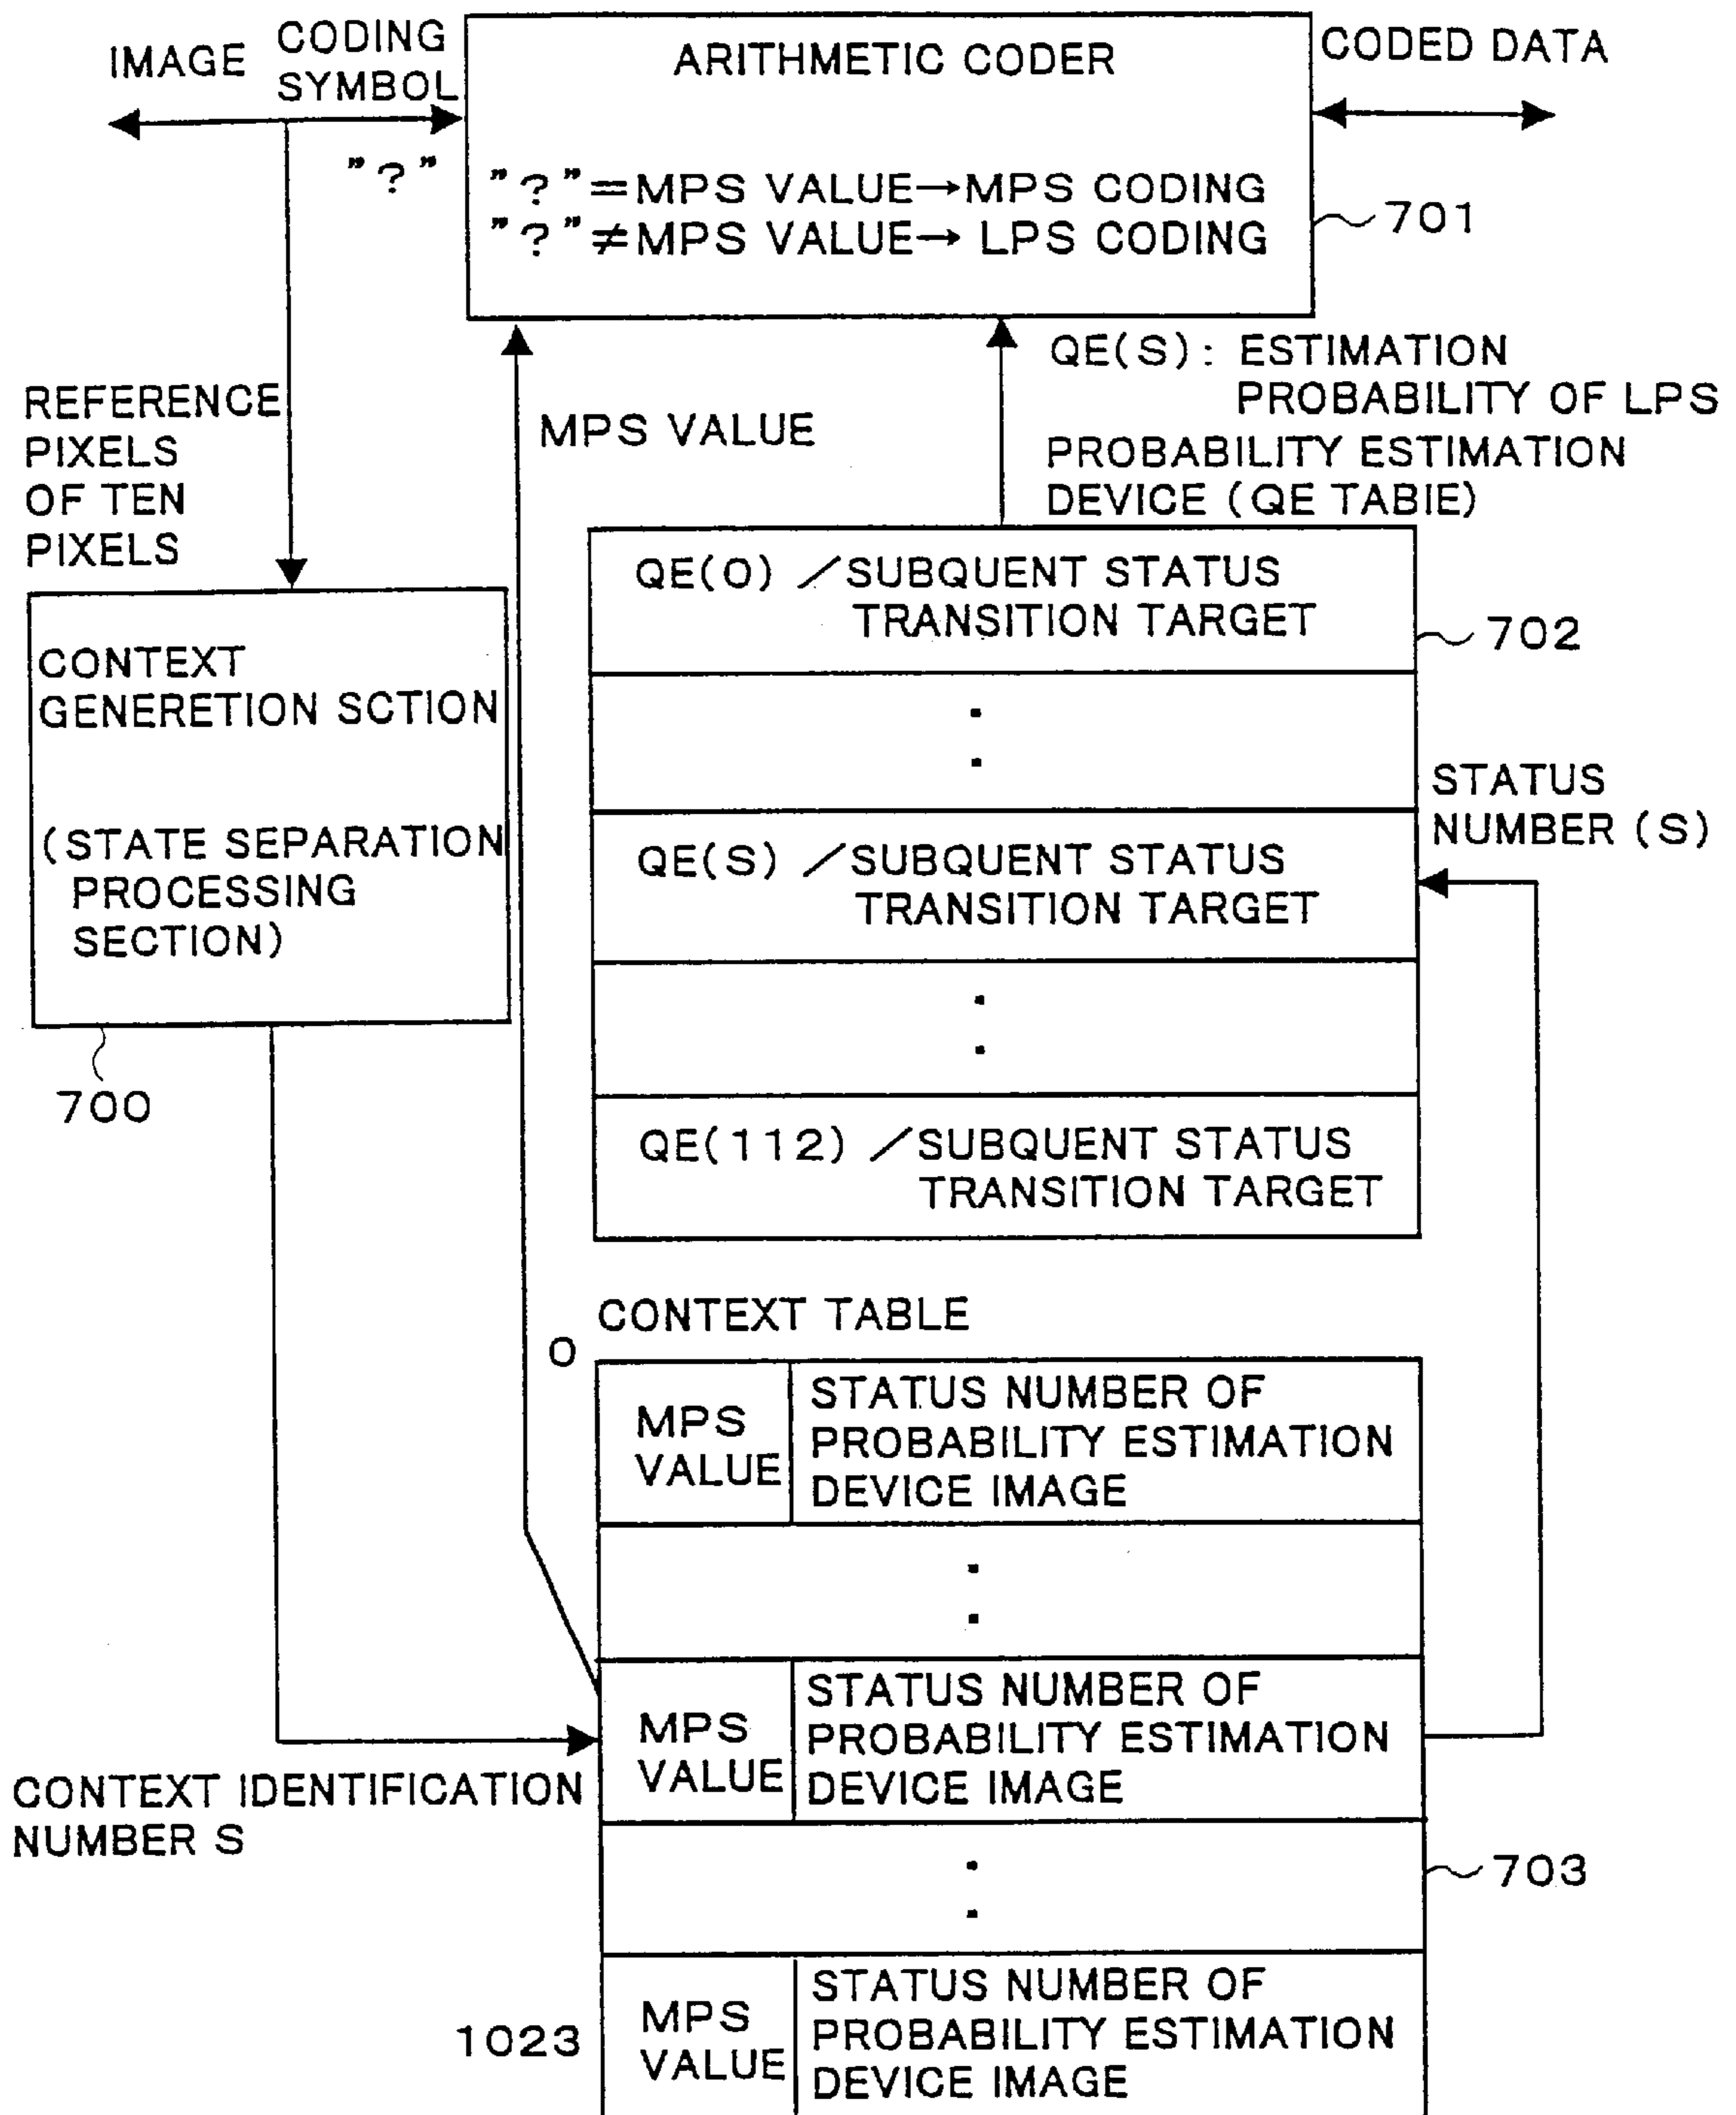 IMAGE
CODING
SYMBOL
ARITHMETIC CODER
CODED DATA
"?"
"?"=MPS VALUE→MPS CODING
"?"≠MPS VALUE→ LPS CODING
701
REFERENCE
PIXELS
OF TEN
PIXELS
MPS VALUE
QE(S): ESTIMATION
PROBABILITY OF LPS
PROBABILITY ESTIMATION
DEVICE (QE TABIE)
CONTEXT
GENERETION SCTION
(STATE SEPARATION
PROCESSING
SECTION)
700
QE(0) /SUBQUENT STATUS
TRANSITION TARGET
702
QE(S) /SUBQUENT STATUS
TRANSITION TARGET
STATUS
NUMBER (S)
QE(112) /SUBQUENT STATUS
TRANSITION TARGET
CONTEXT TABLE
0
MPS
VALUE
STATUS NUMBER OF
PROBABILITY ESTIMATION
DEVICE IMAGE
MPS
VALUE
STATUS NUMBER OF
PROBABILITY ESTIMATION
DEVICE IMAGE
CONTEXT IDENTIFICATION
NUMBER S
703
1023
MPS
VALUE
STATUS NUMBER OF
PROBABILITY ESTIMATION
DEVICE IMAGE